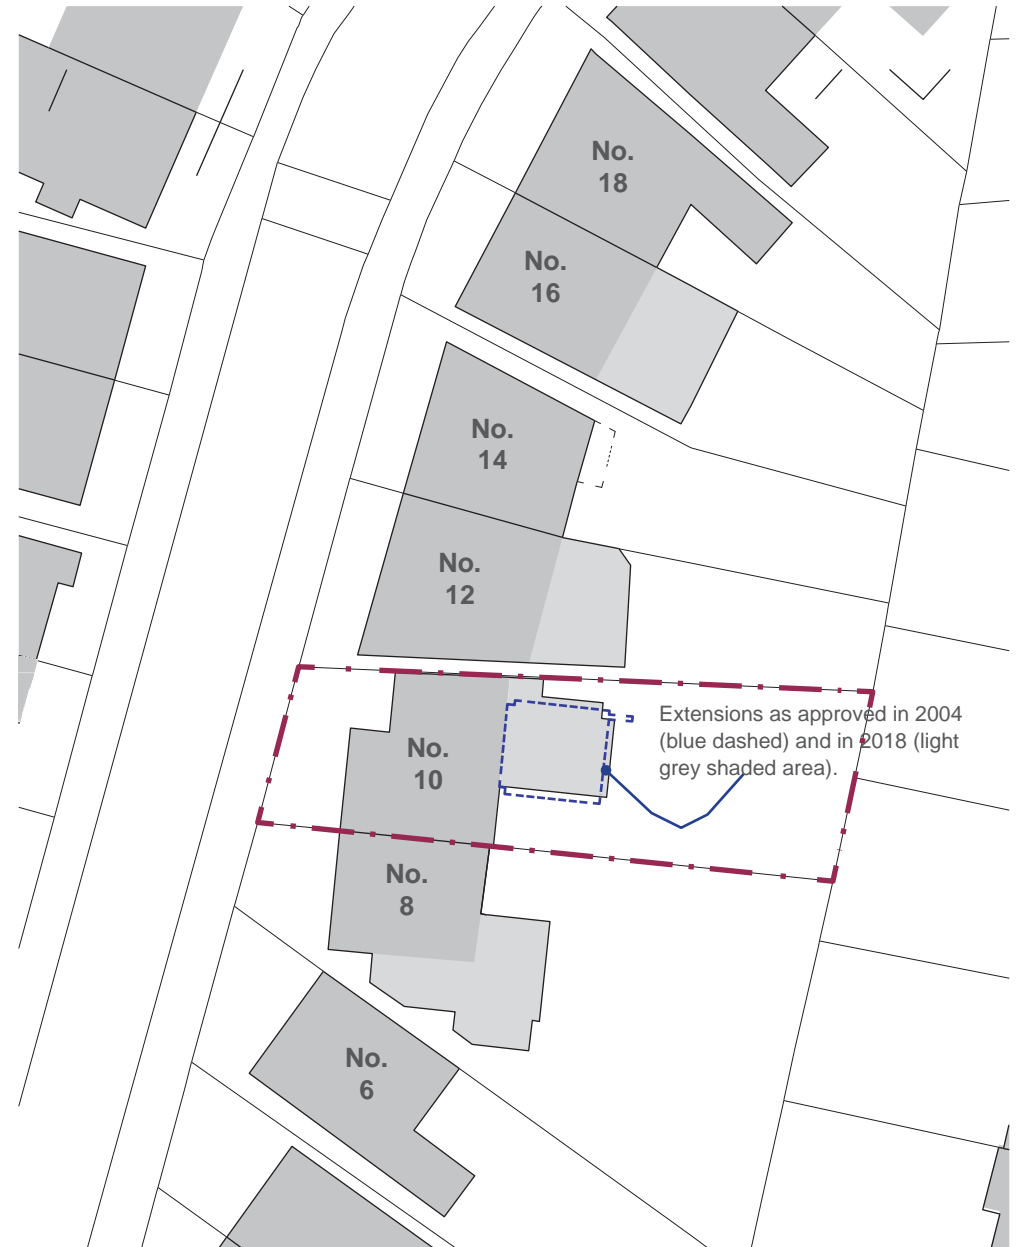 No.
18
No.
16
No.
14
No.
12
Extensions as approved in 2004
(blue dashed) and in 2018 (light
grey shaded area).
No.
10
No.
8
No.
6